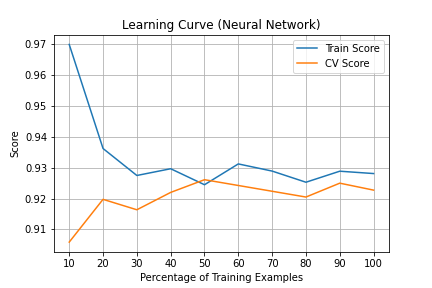 Learning Curve (Neural Network)
Train Score
CV Score
Score
0.97
0.96
0.95
0.94
0.93
0.92
0.91
10 20 30 40 50 60 70 80 90 100
Percentage of Training Examples